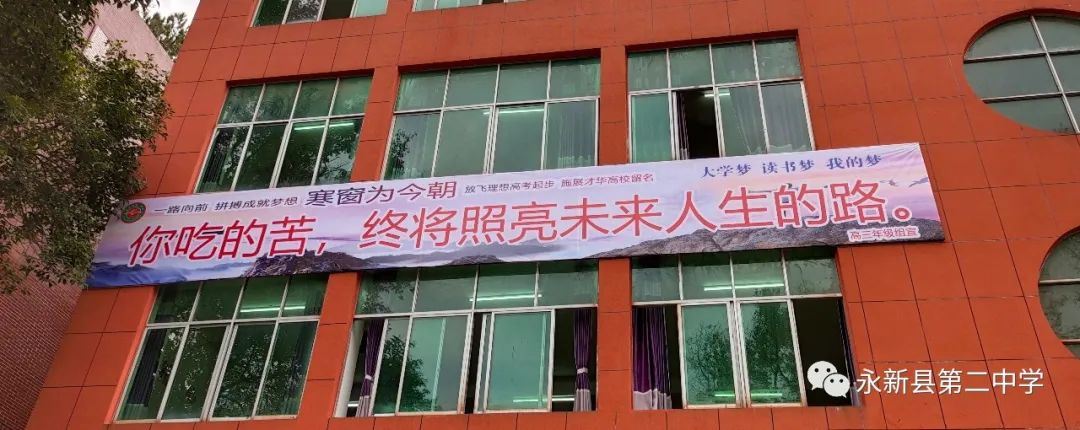 一路向前 拼搏成就梦想 寒窗为今朝 放飞理想高考起步 施展才华高校留名 大学梦 读书梦 我的梦
你吃的苦，终将照亮未来人生的路。
高三年级组宣
永新县第二中学